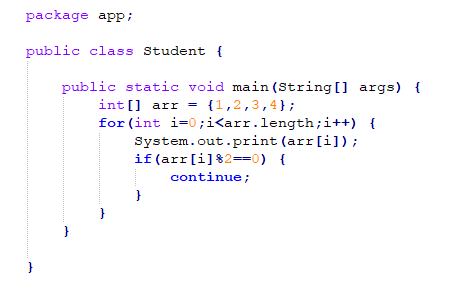 package app;
public class Student {
public static void main(String[] args) {
int[] arr = {1,2,3,4};
for(int i=0;i<arr.length;i++) {
System.out.print(arr[i]);
if(arr[i]%2==0) {
continue;
}
}
}
}